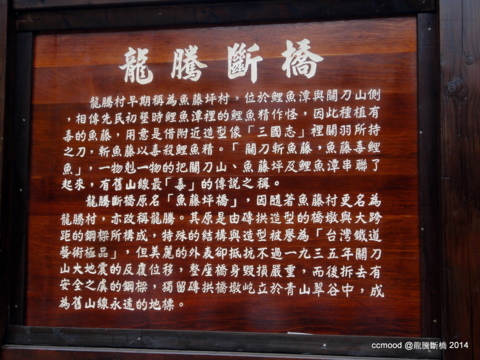 龍騰斷橋
龍騰村早期稱為魚藤坪村，位於鯉魚潭與關刀山側
，相傳先民初墾時鯉魚潭裡的鯉魚精作怪，因此種植有
毒的魚藤，用意是借附近造型像「三國志」裡關羽所持
之刀，斬魚藤以毒殺鯉魚精。「關刀斬魚藤，魚藤毒鯉
魚」，一物剋一物的把關刀山、魚藤坪及鯉魚潭串聯了
起來，有舊山線最「毒」的傳說之稱。
龍騰斷橋原名「魚藤坪橋」，因隨著魚藤村更名為
龍騰村，亦改稱龍騰。其原是由磚拱造型的橋墩與大跨
距的鋼樑所構成，特殊的結構與造型被譽為「台灣鐵道
藝術極品」，但美麗的外表卻抵抗不過一九三五年關刀
山大地震的反覆位移，整座橋身毀損嚴重，而後拆去有
安全之虞的鋼樑，獨留磚拱橋墩屹立於青山翠谷中，成
為舊山線永遠的地標。
ccmood @龍騰斷橋 2014